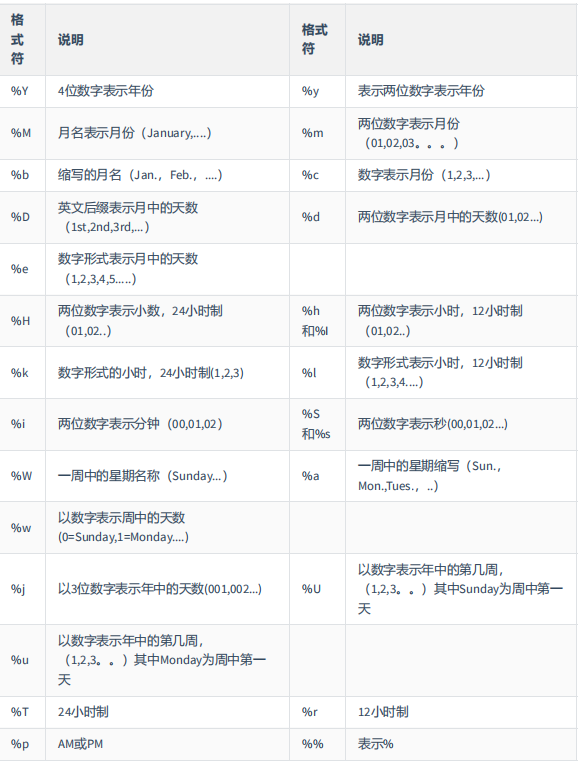 格
式
符
说明
格式
符
说明
%Y
4位数字表示年份
%y
表示两位数字表示年份
%M
月名表示月份（January,....）
%m
两位数字表示月份
（01,02,03。。。）
%b
缩写的月名（Jan.，Feb.，....）
%c
数字表示月份（1,2,3,...）
%D
英文后缀表示月中的天数
（1st,2nd,3rd,...）
%d
两位数字表示月中的天数(01,02...)
%e
数字形式表示月中的天数
（1,2,3,4,5.....）
%H
两位数字表示小数，24小时制
（01,02..）
%h
和%I
两位数字表示小时，12小时制
（01,02..）
%k
数字形式的小时，24小时制(1,2,3)
%l
数字形式表示小时，12小时制
（1,2,3,4....）
%i
两位数字表示分钟（00,01,02）
%S
和%s
两位数字表示秒(00,01,02...)
%W
一周中的星期名称（Sunday...）
%a
一周中的星期缩写（Sun.，
Mon.,Tues.，..）
%w
以数字表示周中的天数
(0=Sunday,1=Monday....)
%j
以3位数字表示年中的天数(001,002...)
%U
以数字表示年中的第几周，
（1,2,3。。）其中Sunday为周中第一
天
%u
以数字表示年中的第几周，
（1,2,3。。）其中Monday为周中第一
天
%T
24小时制
%r
12小时制
%p
AM或PM
%%
表示%